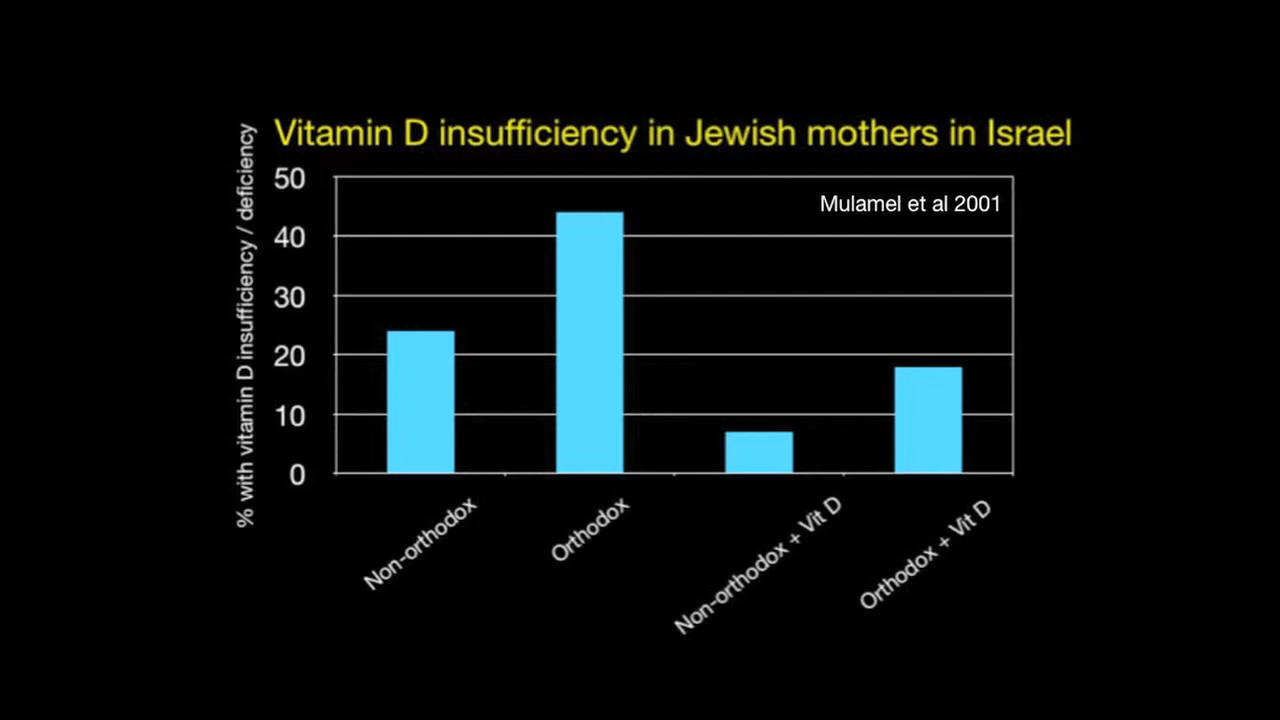 Vitamin D insufficiency in Jewish mothers in Israel
% with vitamin D insufficiency / deficiency
50
40
30
20
10
0
Mulamel et al 2001
Non-orthodox
Orthodox
Non-orthodox + Vit D
Orthodox + Vit D